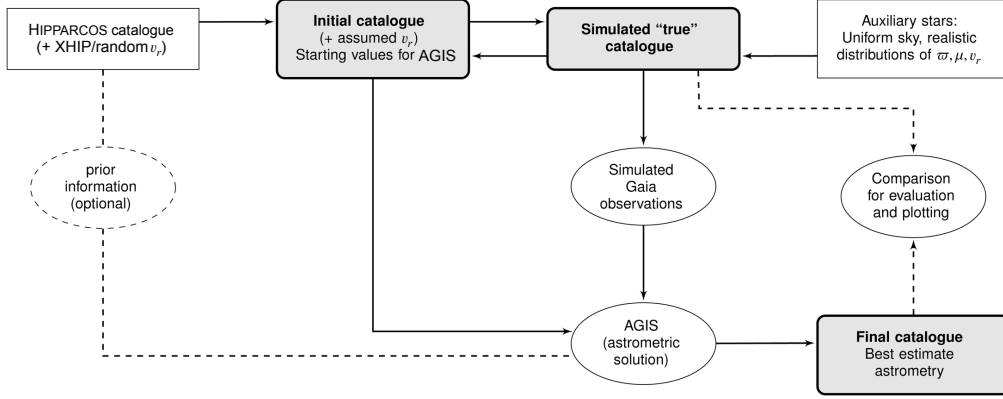 HIPPARCOS catalogue
(+ XHIP/random v_r)
Initial catalogue
(+ assumed v_r)
Starting values for AGIS
Simulated “true”
catalogue
Auxiliary stars:
Uniform sky, realistic
distributions of ϖ, μ, v_r
prior
information
(optional)
Simulated
Gaia
observations
Comparison
for evaluation
and plotting
AGIS
(astrometric
solution)
Final catalogue
Best estimate
astrometry